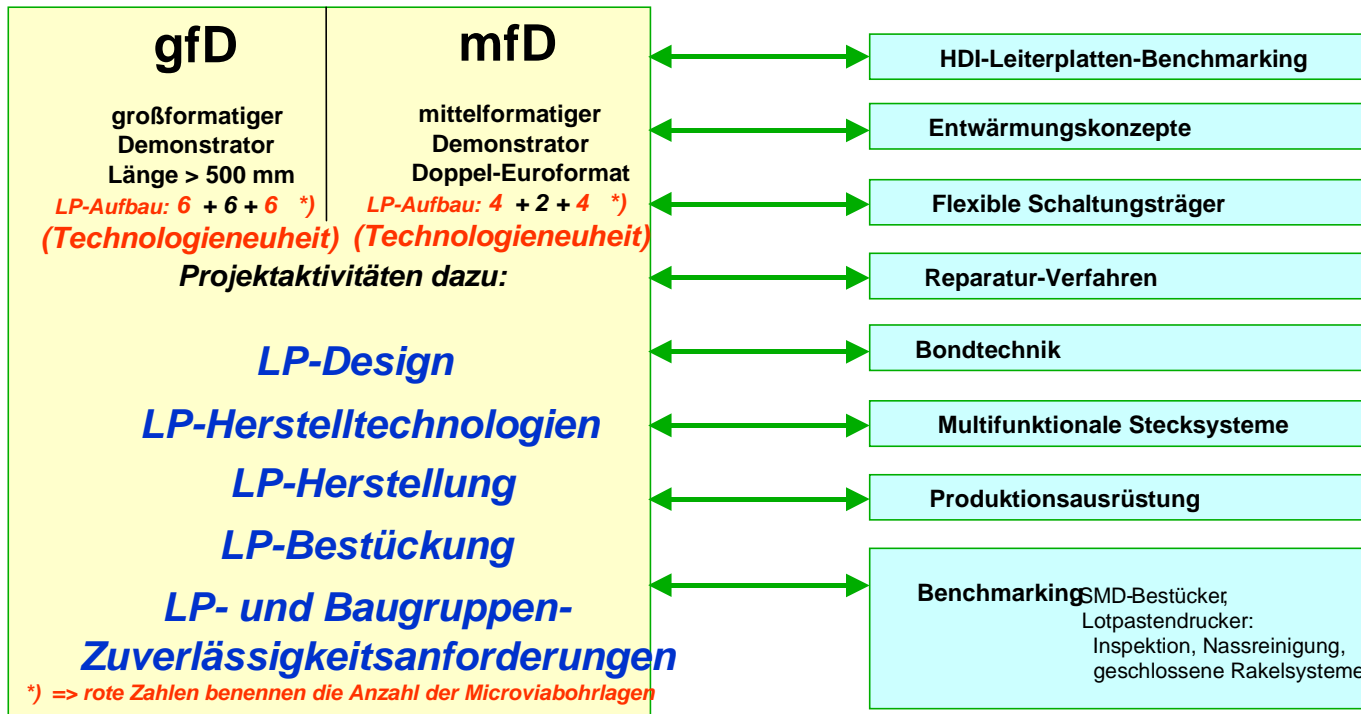 gfD
großformatiger
Demonstrator
Länge > 500 mm
LP-Aufbau: 6 + 6 + 6 *)
(Technologieneuheit)
mfD
mittelformatiger
Demonstrator
Doppel-Euroformat
LP-Aufbau: 4 + 2 + 4 *)
(Technologieneuheit)
Projektaktivitäten dazu:
LP-Design
LP-Herstelltechnologien
LP-Herstellung
LP-Bestückung
LP- und Baugruppen-
Zuverlässigkeitsanforderungen
*) => rote Zahlen benennen die Anzahl der Microviabohrlagen
HDI-Leiterplatten-Benchmarking
Entwärmungskonzepte
Flexible Schaltungsträger
Reparatur-Verfahren
Bondtechnik
Multifunktionale Stecksysteme
Produktionsausrüstung
Benchmarking SMD-Bestücker,
Lotpastendrucker:
Inspektion, Nassreinigung,
geschlossene Rakelsysteme